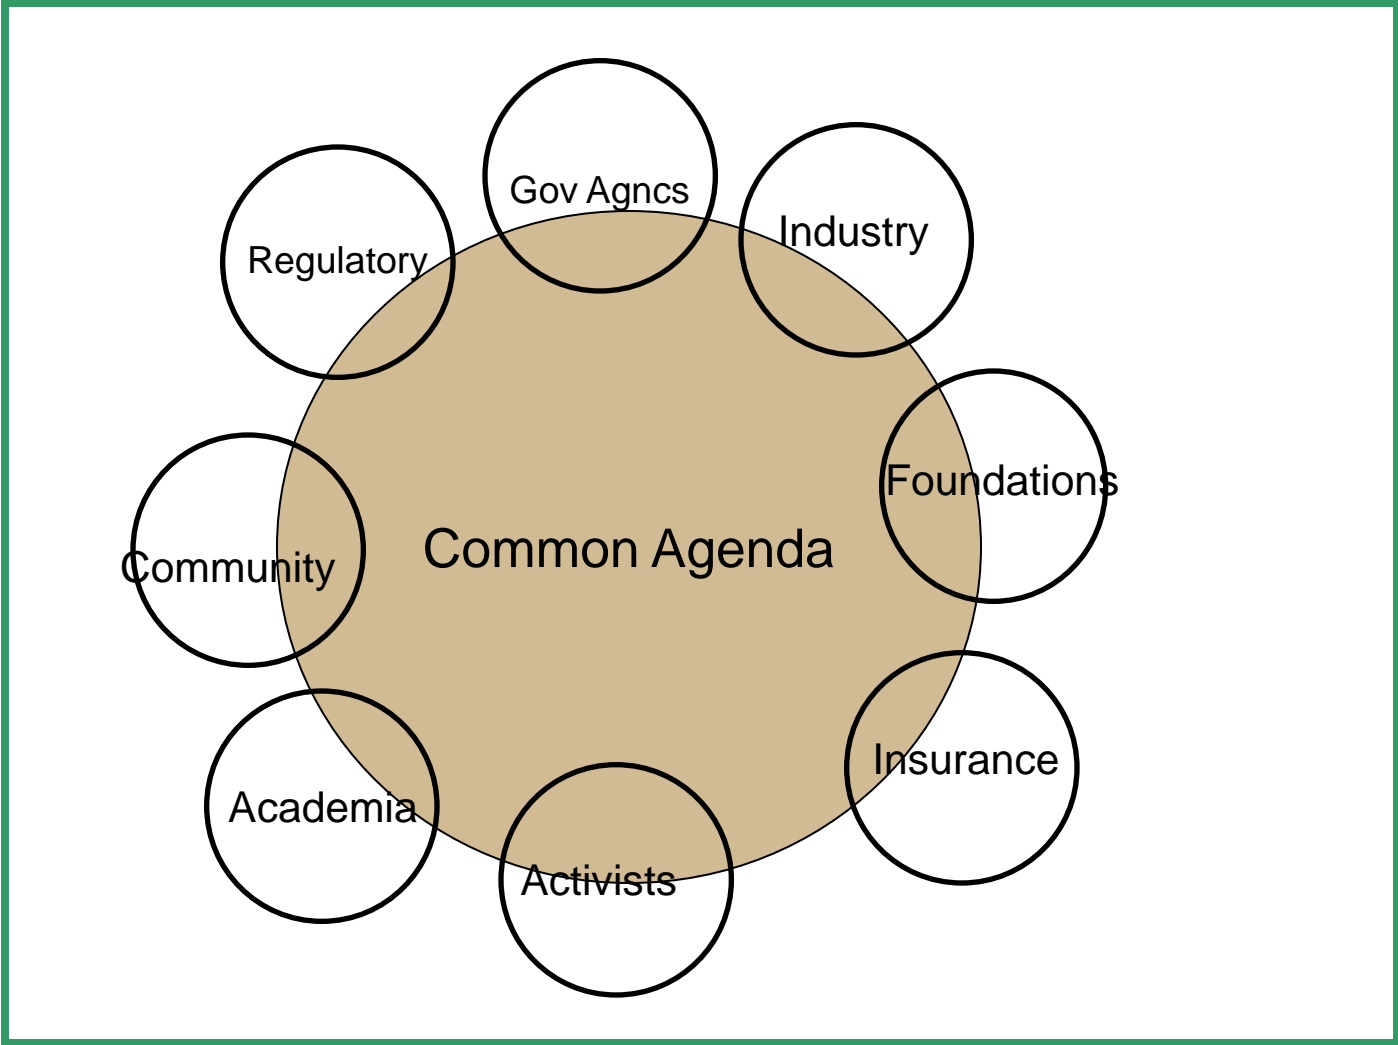 Gov Agncs
Industry
Regulatory
Foundations
Common Agenda
Community
Insurance
Academia
Activists